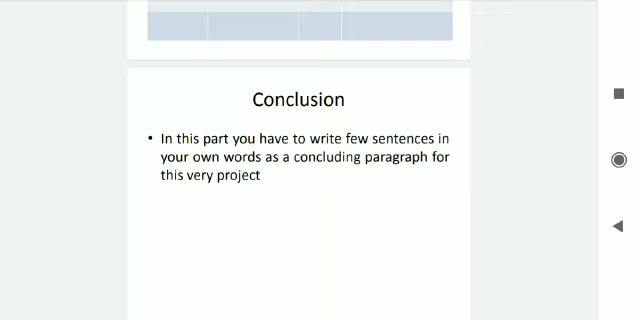 Conclusion
• In this part you have to write few sentences in
your own words as a concluding paragraph for
this very project